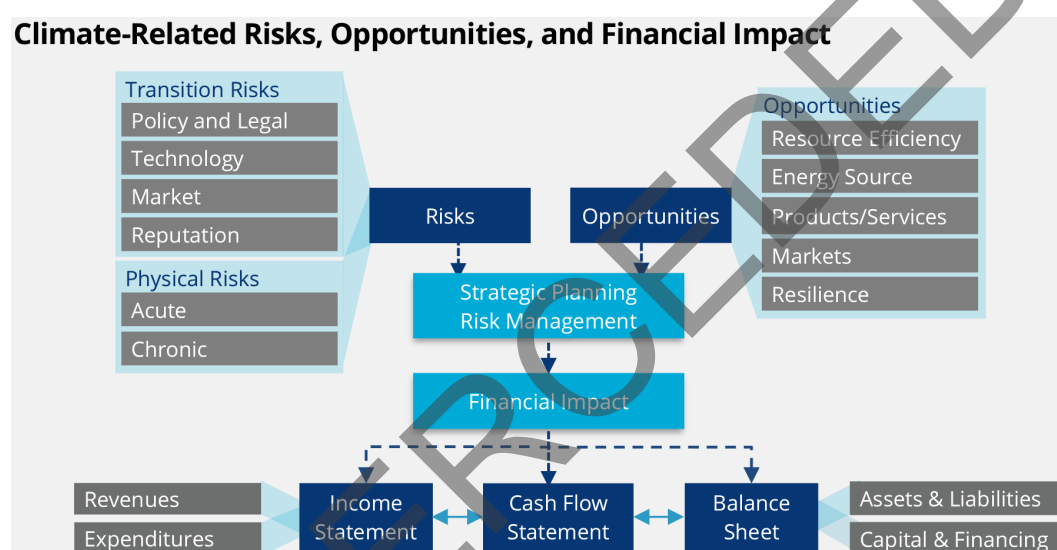 Climate-Related Risks, Opportunities, and Financial Impact
Transition Risks
Policy and Legal
Technology
Market
Reputation
Physical Risks
Acute
Chronic
Risks
Opportunities
Opportunities
Resource Efficiency
Energy Source
Products/Services
Markets
Resilience
Strategic Planning
Risk Management
Financial Impact
Revenues
Expenditures
Income
Statement
Cash Flow
Statement
Balance
Sheet
Assets & Liabilities
Capital & Financing
ERCEDED